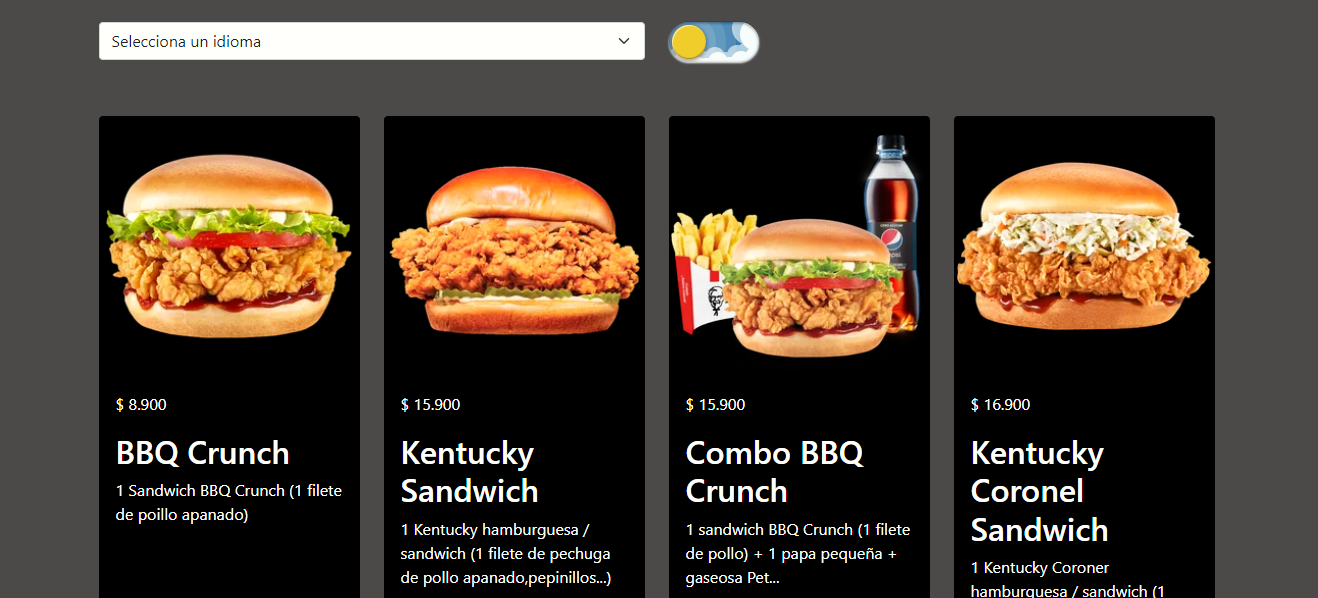 Selecciona un idioma
$ 8.900
BBQ Crunch
1 Sandwich BBQ Crunch (1 filete
de poillo apanado)
$ 15.900
Kentucky
Sandwich
1 Kentucky hamburguesa /
sandwich (1 filete de pechuga
de pollo apanado,pepinillos...)
$ 15.900
Combo BBQ
Crunch
1 sandwich BBQ Crunch (1 filete
de pollo) + 1 papa pequeña +
gaseosa Pet...
$ 16.900
Kentucky
Coronel
Sandwich
1 Kentucky Coroner
hamburguesa / sandwich (1